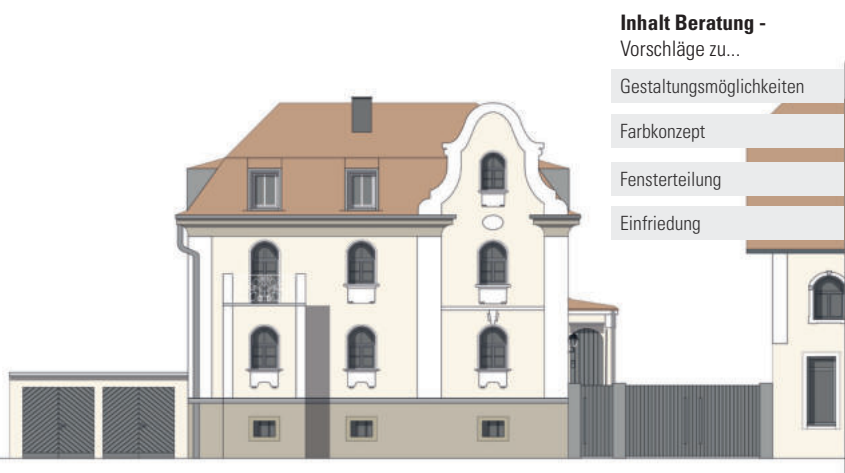 Inhalt Beratung -
Vorschläge zu...
Gestaltungsmöglichkeiten
Farbkonzept
Fensterteilung
Einfriedung